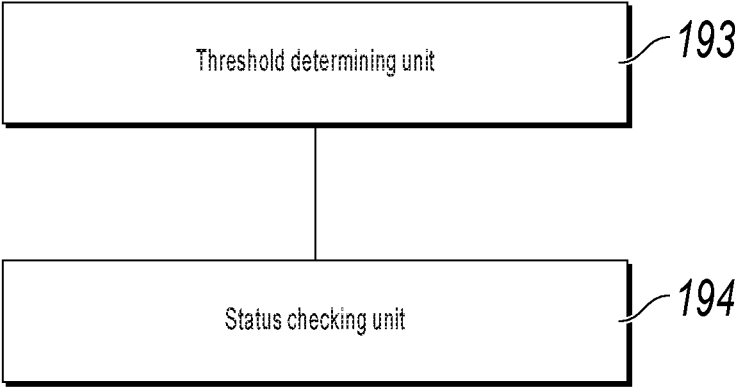 Threshold determining unit
193
Status checking unit
194